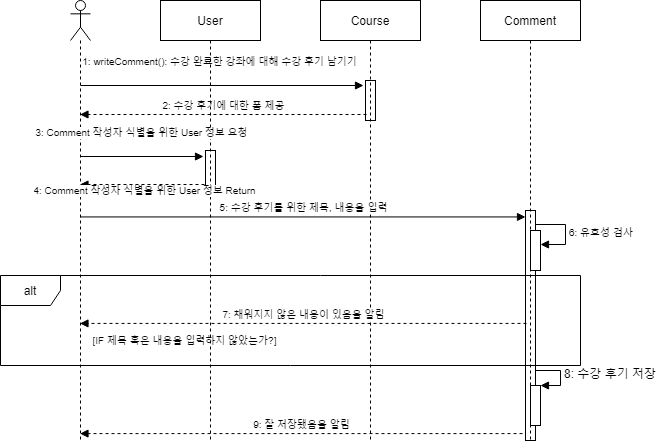 User
Course
Comment
1: writeComment(): 수강 완료한 강좌에 대해 수강 후기 남기기
2: 수강 후기에 대한 폼 제공
3: Comment 작성자 식별을 위한 User 정보 요청
4: Comment 작성자 식별을 위한 User 정보 Return
5: 수강 후기를 위한 제목, 내용을 입력
6: 유효성 검사
alt
7: 채워지지 않은 내용이 있음을 알림
[IF 제목 혹은 내용을 입력하지 않았는가?]
8: 수강 후기 저장
9: 잘 저장됐음을 알림